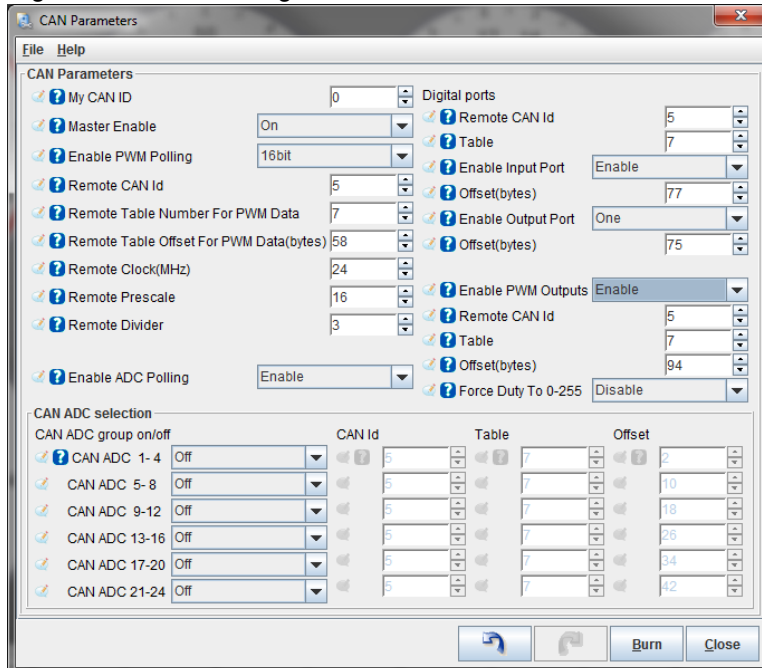 CAN Parameters
File Help
CAN Parameters
My CAN ID 0
Master Enable On
Enable PWM Polling 16bit
Remote CAN Id 5
Remote Table Number For PWM Data 7
Remote Table Offset For PWM Data(bytes) 58
Remote Clock(MHz) 24
Remote Prescale 16
Remote Divider 3
Enable ADC Polling Enable
Digital ports
Remote CAN Id 5
Table 7
Enable Input Port Enable
Offset(bytes) 77
Enable Output Port One
Offset(bytes) 75
Enable PWM Outputs Enable
Remote CAN Id 5
Table 7
Offset(bytes) 94
Force Duty To 0-255 Disable
CAN ADC selection
CAN ADC group on/off CAN Id Table Offset
CAN ADC 1- 4 Off 5 7 2
CAN ADC 5- 8 Off 5 7 10
CAN ADC 9-12 Off 5 7 18
CAN ADC 13-16 Off 5 7 26
CAN ADC 17-20 Off 5 7 34
CAN ADC 21-24 Off 5 7 42
Burn Close